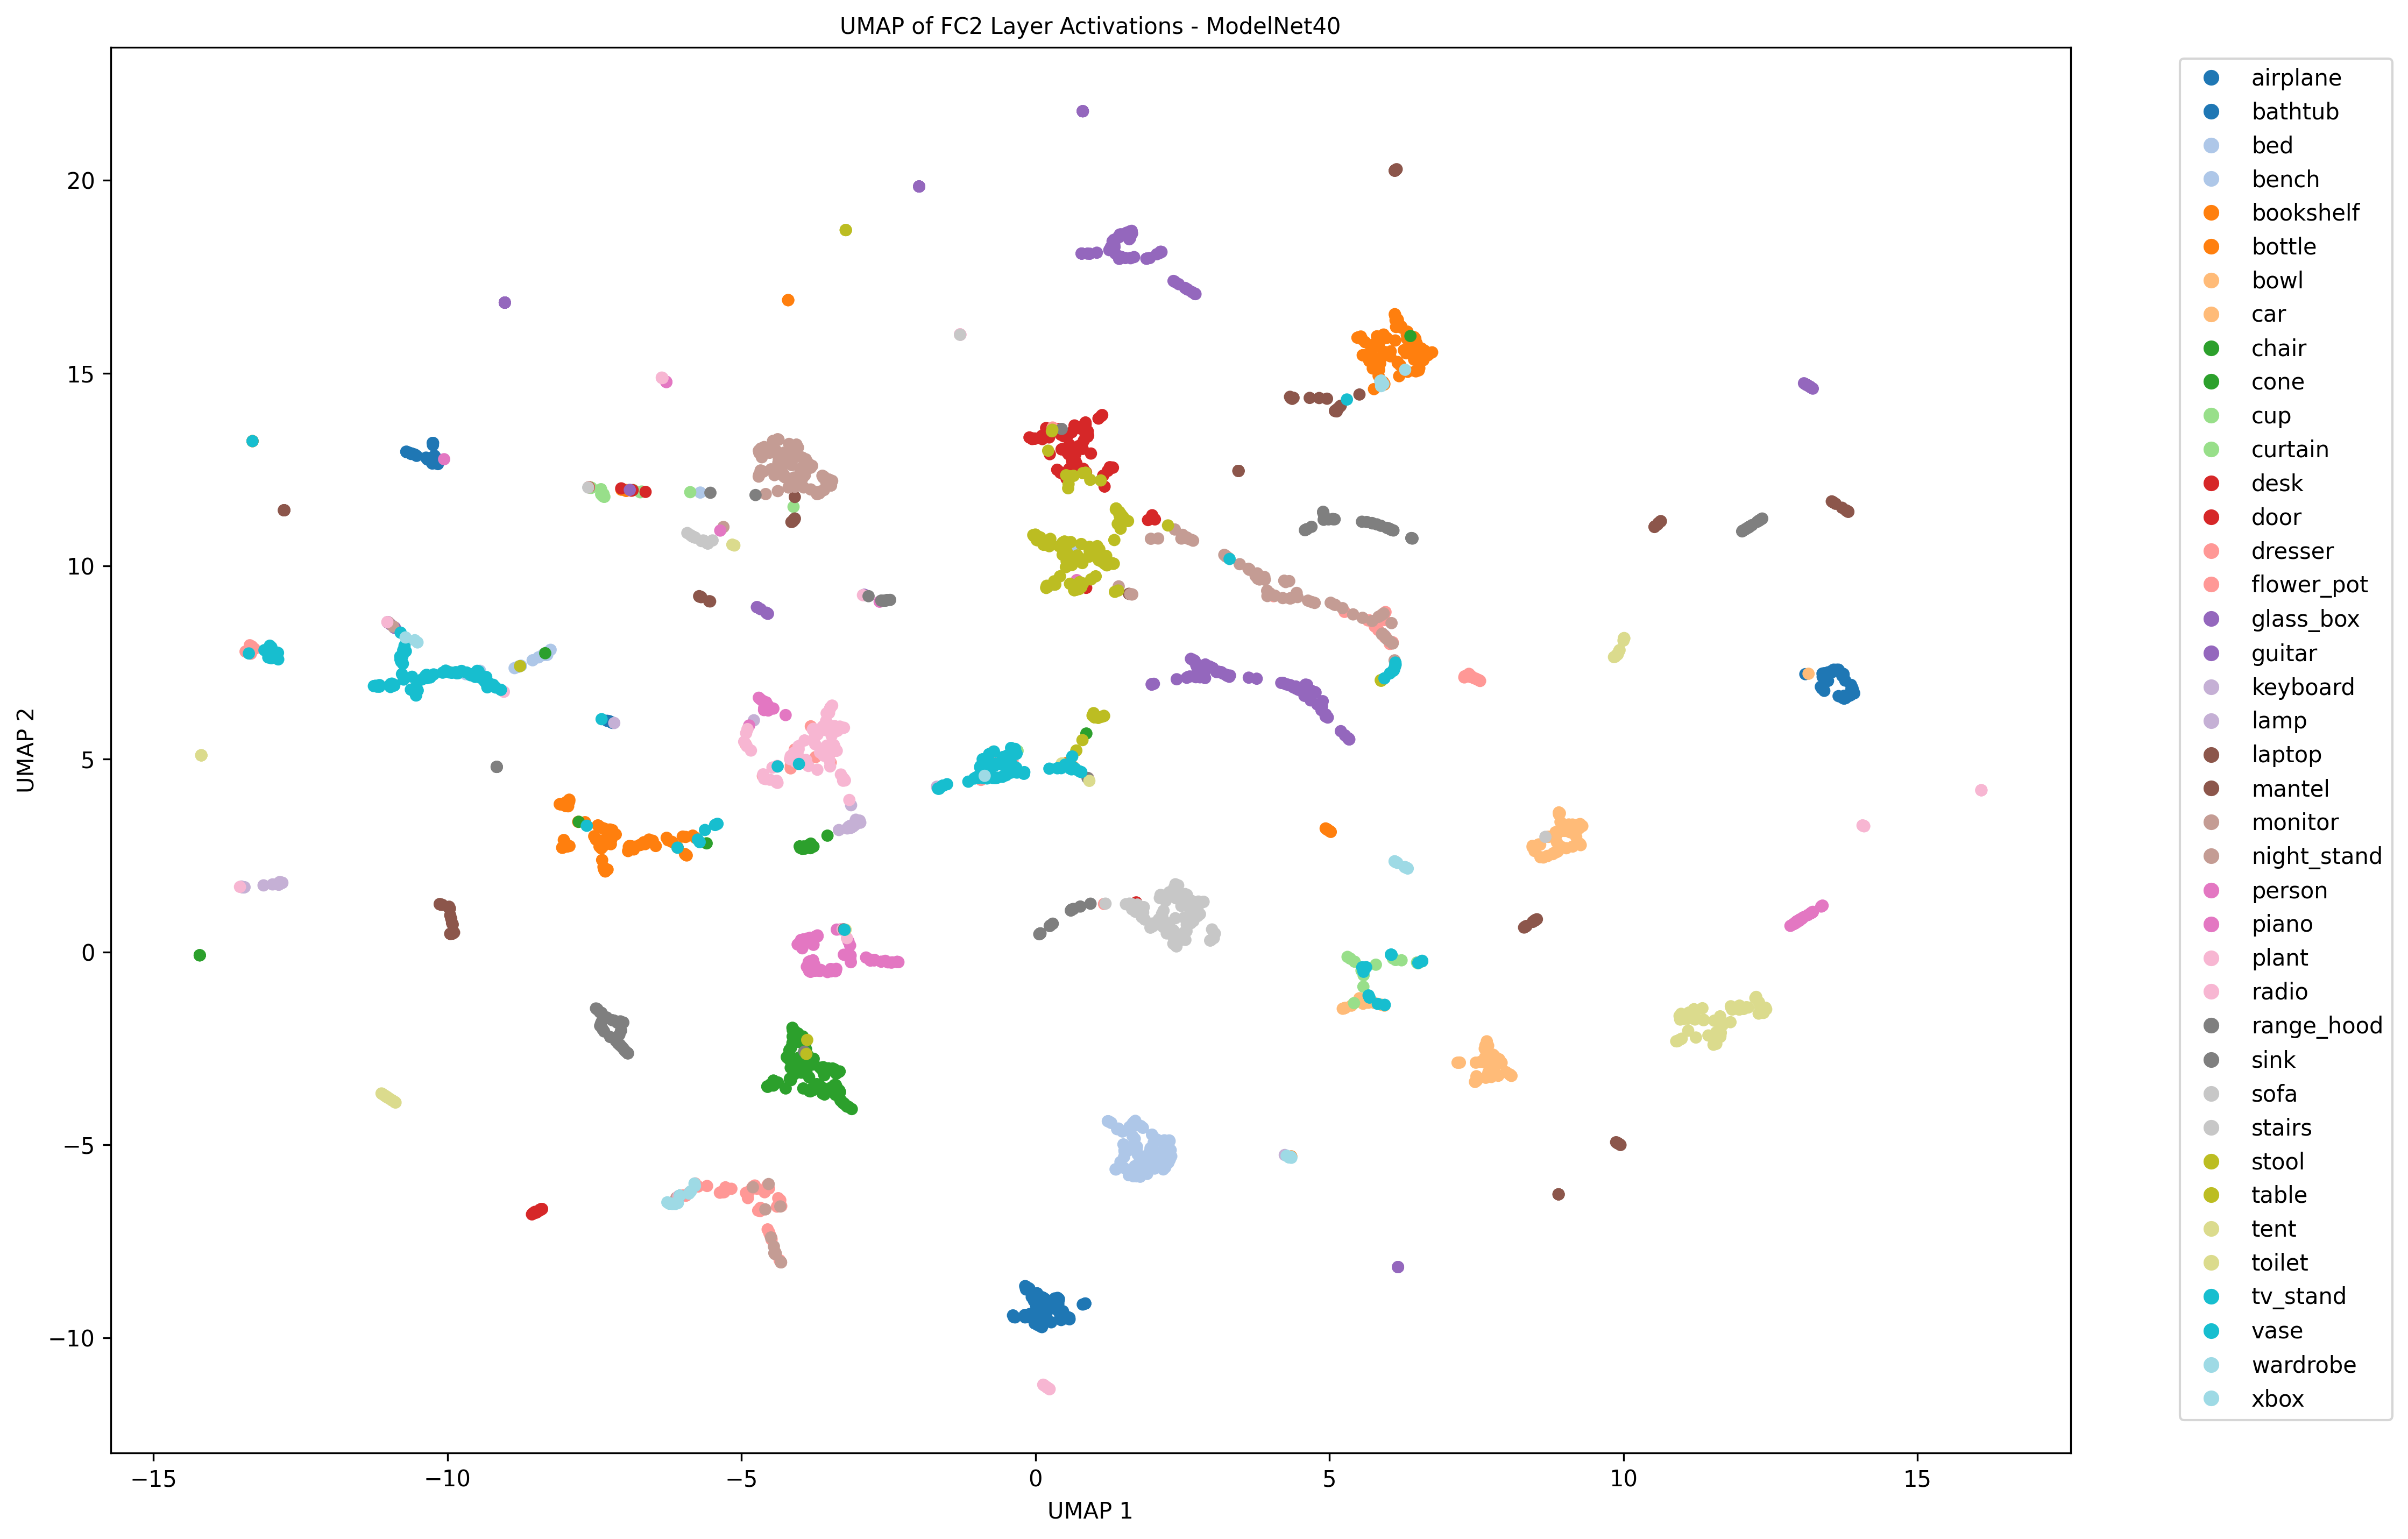 UMAP of FC2 Layer Activations - ModelNet40
20
15
10
5
0
−5
−10
UMAP 2
−15
−10
−5
0
5
10
15
UMAP 1
airplane
bathtub
bed
bench
bookshelf
bottle
bowl
car
chair
cone
cup
curtain
desk
door
dresser
flower_pot
glass_box
guitar
keyboard
lamp
laptop
mantel
monitor
night_stand
person
piano
plant
radio
range_hood
sink
sofa
stairs
stool
table
tent
toilet
tv_stand
vase
wardrobe
xbox